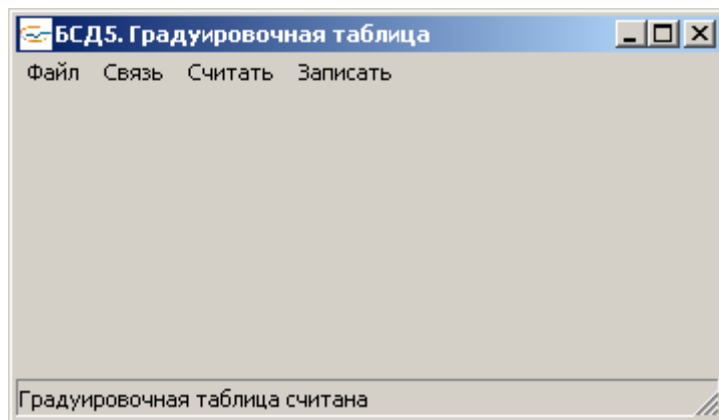 БСД5. Градуировочная таблица
Файл Связь Считать Записать
Градуировочная таблица считана